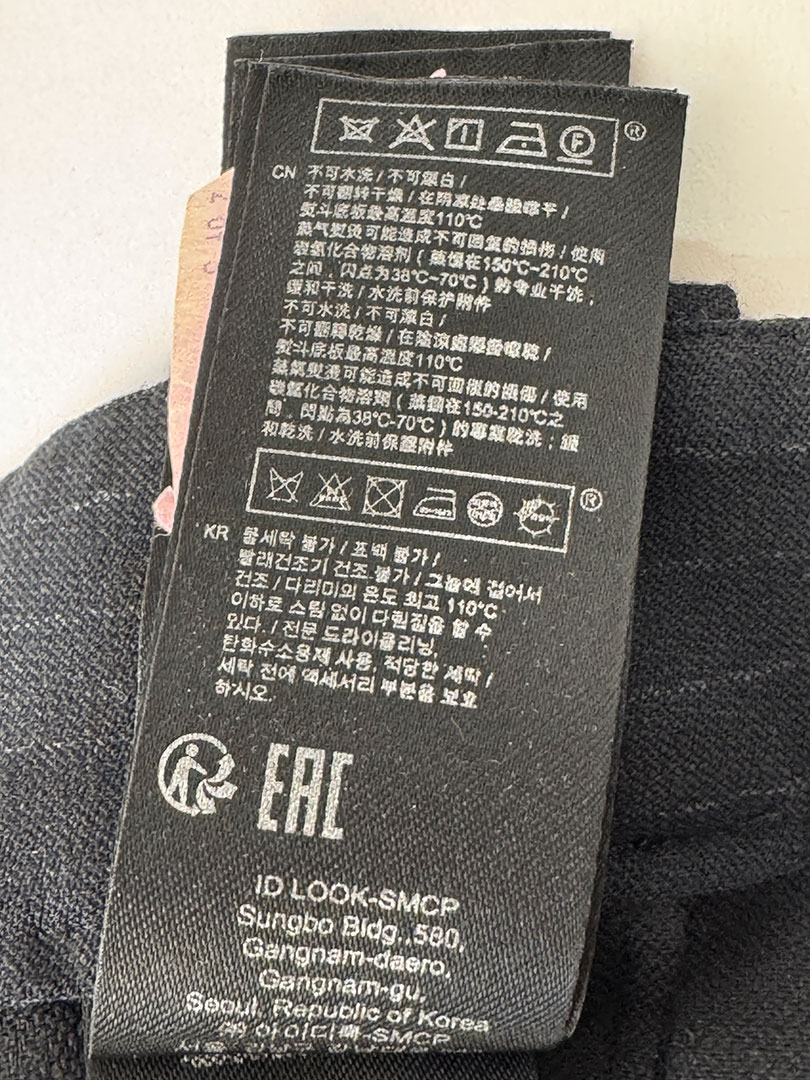 ®
F
CN 不可水洗 / 不可漂白 /
不可翻转干燥 / 在阴凉处悬挂晾干 /
熨斗底板最高温度110°C
蒸气熨烫可能造成不可回复的损伤 / 使用
碳氢化合物溶剂 ( 蒸馏在150°C~210°C
之间，闪点为38°C~70°C ) 的专业干洗，
缓和干洗 / 水洗前保护附件
不可水洗 / 不可漂白 /
不可翻轉乾燥 / 在陰涼處懸掛晾乾 /
熨斗底板最高溫度110°C
蒸氣熨燙可能造成不可回復的損傷 / 使用
碳氫化合物溶劑 ( 蒸餾在150-210°C之
間，閃點為38°C-70°C ) 的專業乾洗；緩
和乾洗 / 水洗前保護附件
®
KR 물세탁 불가 / 표백 불가 /
빨래건조기 건조 불가 / 그늘에 걸어서
건조 / 다리미의 온도 최고 110°C
이하로 스팀 없이 다림질을 할 수
있다. / 전문 드라이클리닝,
탄화수소용제 사용, 적당한 세탁 /
세탁 전에 액세서리 부분을 보호
하시오.
EAC
ID LOOK-SMCP
Sungbo Bldg.,580,
Gangnam-daero,
Gangnam-gu,
Seoul, Republic of Korea
㈜ 아이디룩-SMCP